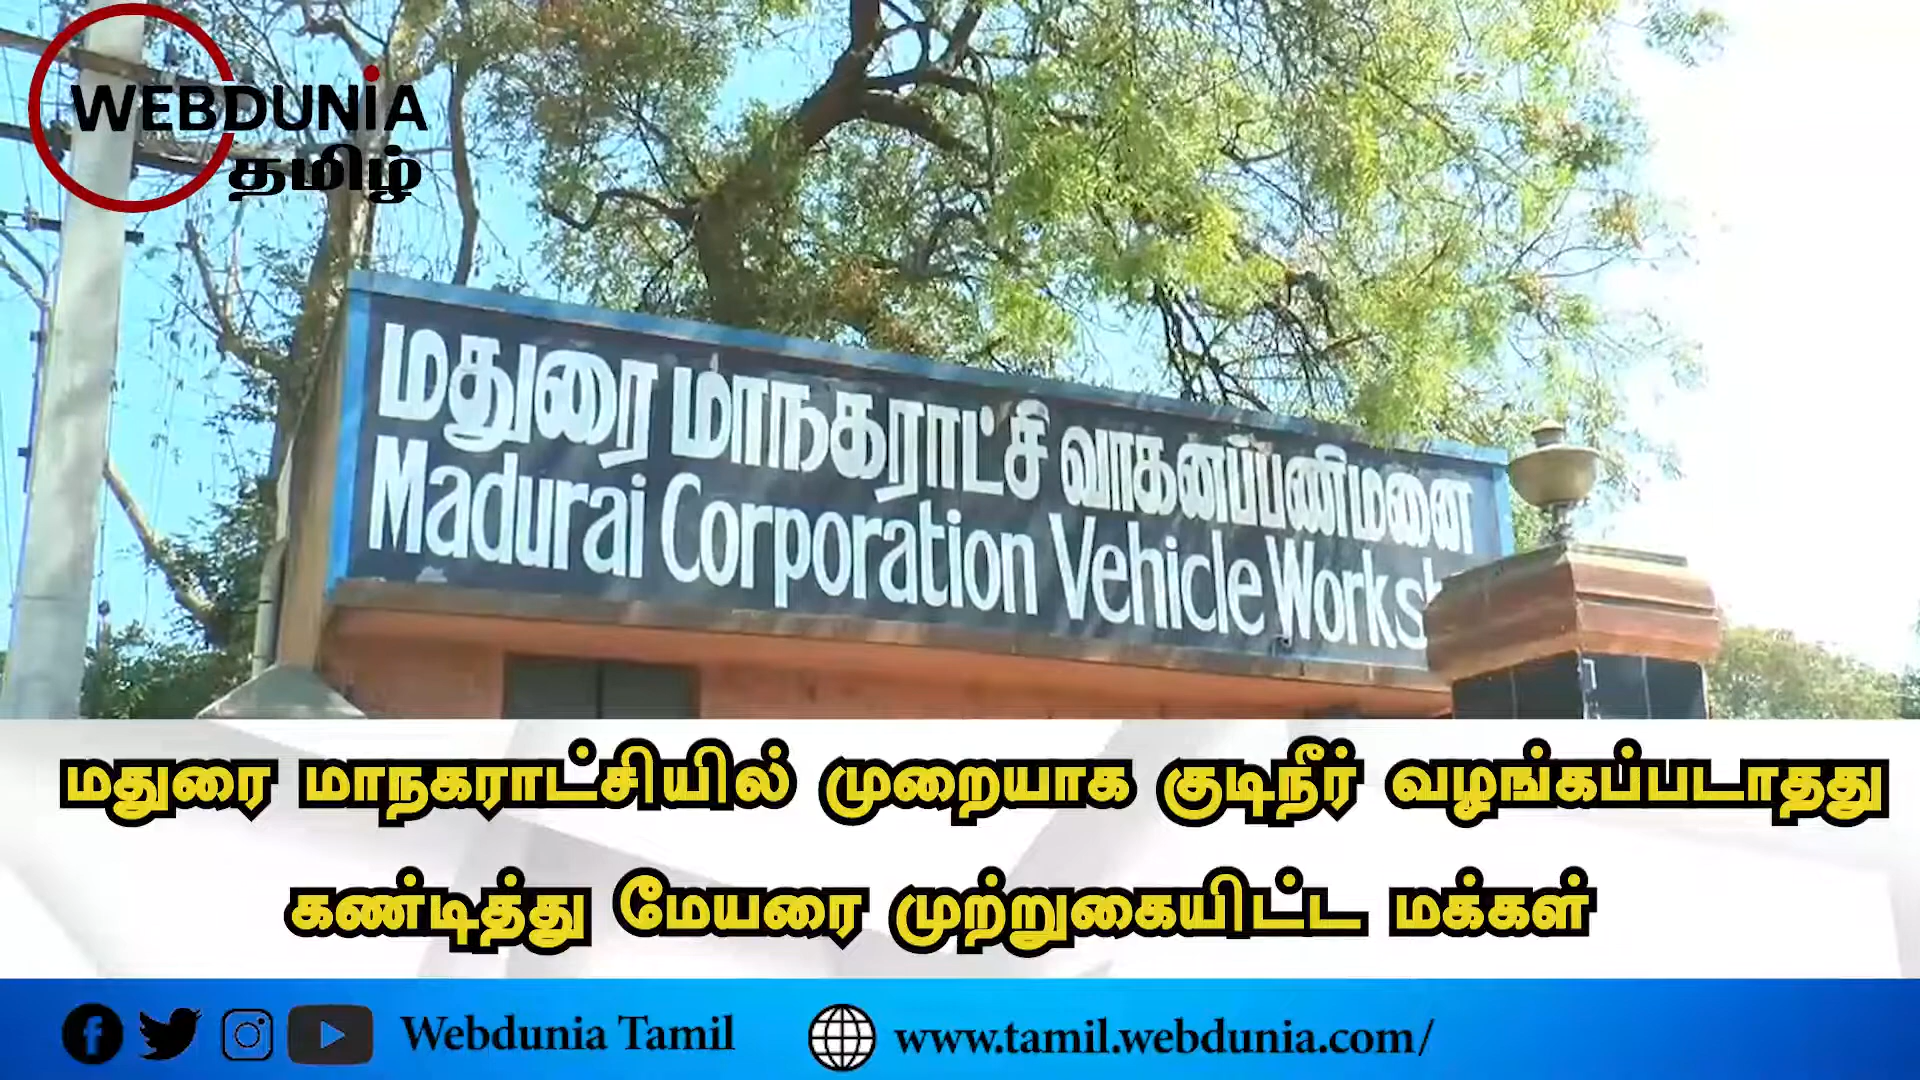 WEBDUNIA
தமிழ்
மதுரை மாநகராட்சி வாகனப்பணிமனை
Madurai Corporation Vehicle Works
மதுரை மாநகராட்சியில் முறையாக குடிநீர் வழங்கப்படாதது
கண்டித்து மேயரை முற்றுகையிட்ட மக்கள்
Webdunia Tamil www.tamil.webdunia.com/